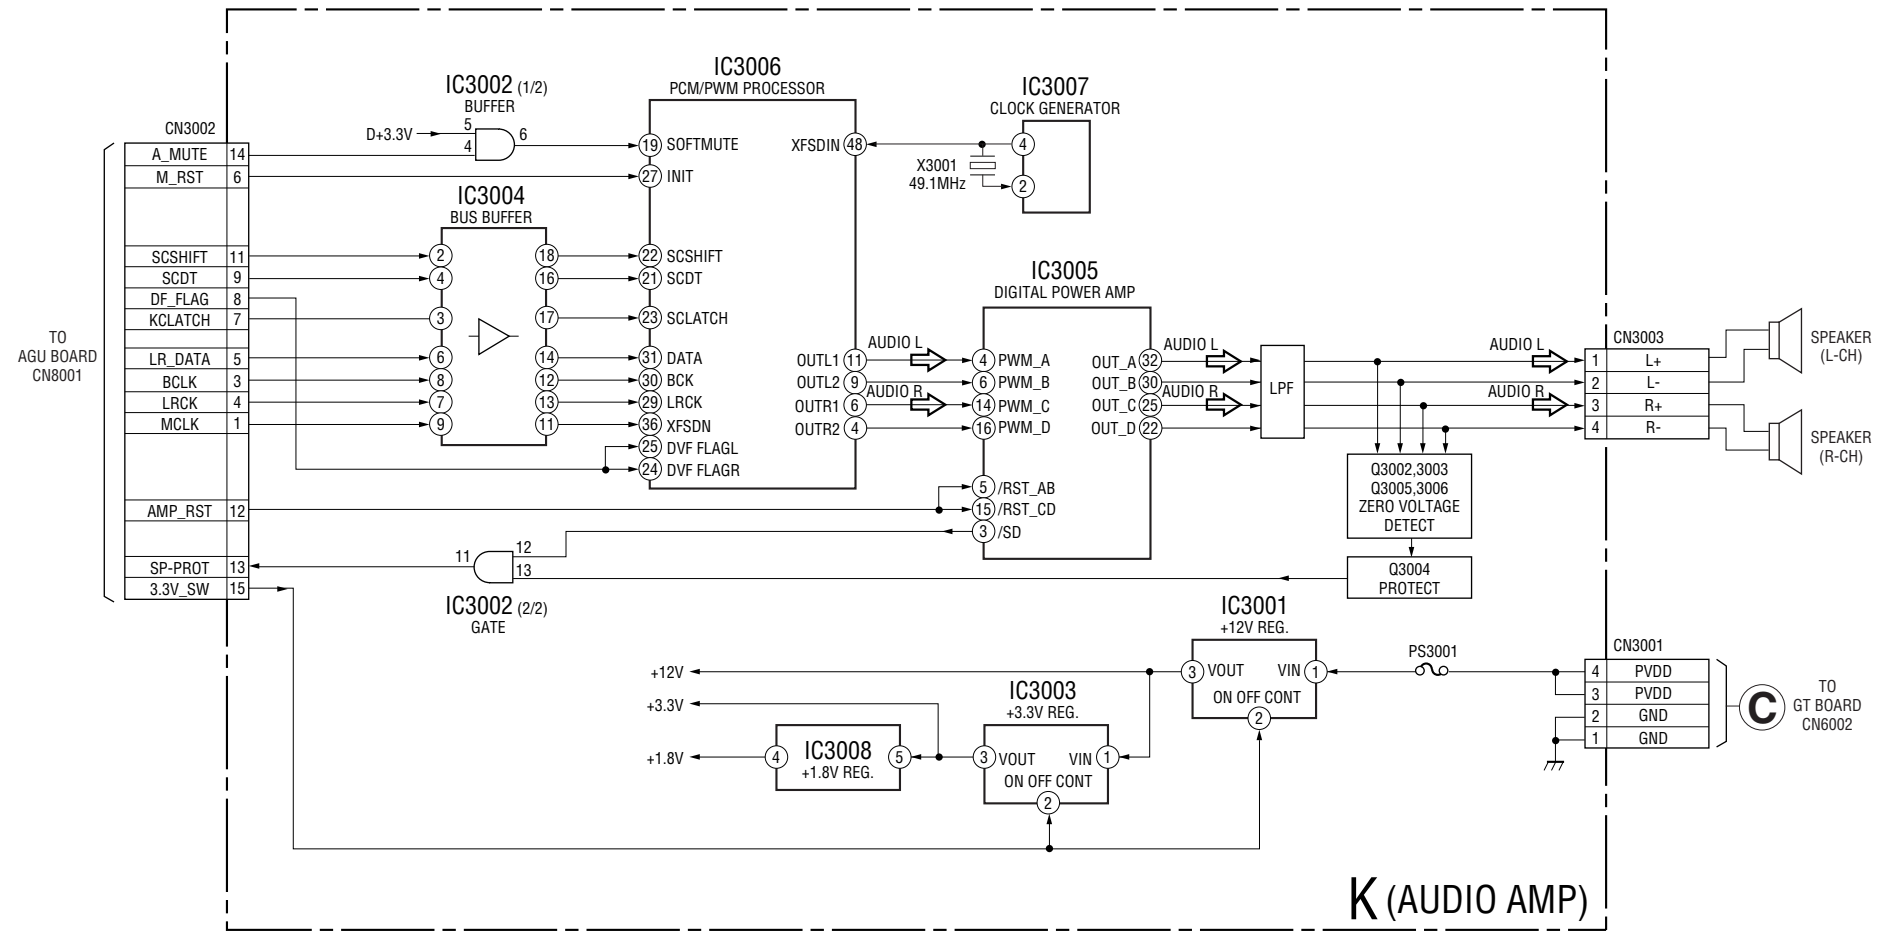 IC3002 (1/2)
BUFFER
D+3.3V
5
4
6
IC3006
PCM/PWM PROCESSOR
19 SOFTMUTE
27 INIT
22 SCSHIFT
21 SCDT
23 SCLATCH
31 DATA
30 BCK
29 LRCK
36 XFSDN
25 DVF FLAGL
24 DVF FLAGR
XFSDIN 48
OUTL1 11
OUTL2 9
OUTR1 6
OUTR2 4
IC3007
CLOCK GENERATOR
4
2
X3001
49.1MHz
CN3002
A_MUTE 14
M_RST 6
SCSHIFT 11
SCDT 9
DF_FLAG 8
KCLATCH 7
LR_DATA 5
BCLK 3
LRCK 4
MCLK 1
AMP_RST 12
SP-PROT 13
3.3V_SW 15
TO
AGU BOARD
CN8001
IC3004
BUS BUFFER
2 18
4 16
3 17
6 14
8 12
7 13
9 11
AUDIO L
AUDIO R
IC3005
DIGITAL POWER AMP
4 PWM_A
6 PWM_B
14 PWM_C
16 PWM_D
5 /RST_AB
15 /RST_CD
3 /SD
OUT_A 32
OUT_B 30
OUT_C 25
OUT_D 22
AUDIO L
AUDIO R
LPF
AUDIO L
AUDIO R
CN3003
1 L+
2 L-
3 R+
4 R-
SPEAKER
(L-CH)
SPEAKER
(R-CH)
Q3002,3003
Q3005,3006
ZERO VOLTAGE
DETECT
Q3004
PROTECT
11
12
13
IC3002 (2/2)
GATE
IC3001
+12V REG.
3 VOUT VIN 1
ON OFF CONT
2
PS3001
CN3001
4 PVDD
3 PVDD
2 GND
1 GND
C
TO
GT BOARD
CN6002
+12V
+3.3V
+1.8V
IC3003
+3.3V REG.
3 VOUT VIN 1
ON OFF CONT
2
4 IC3008 5
+1.8V REG.
K (AUDIO AMP)